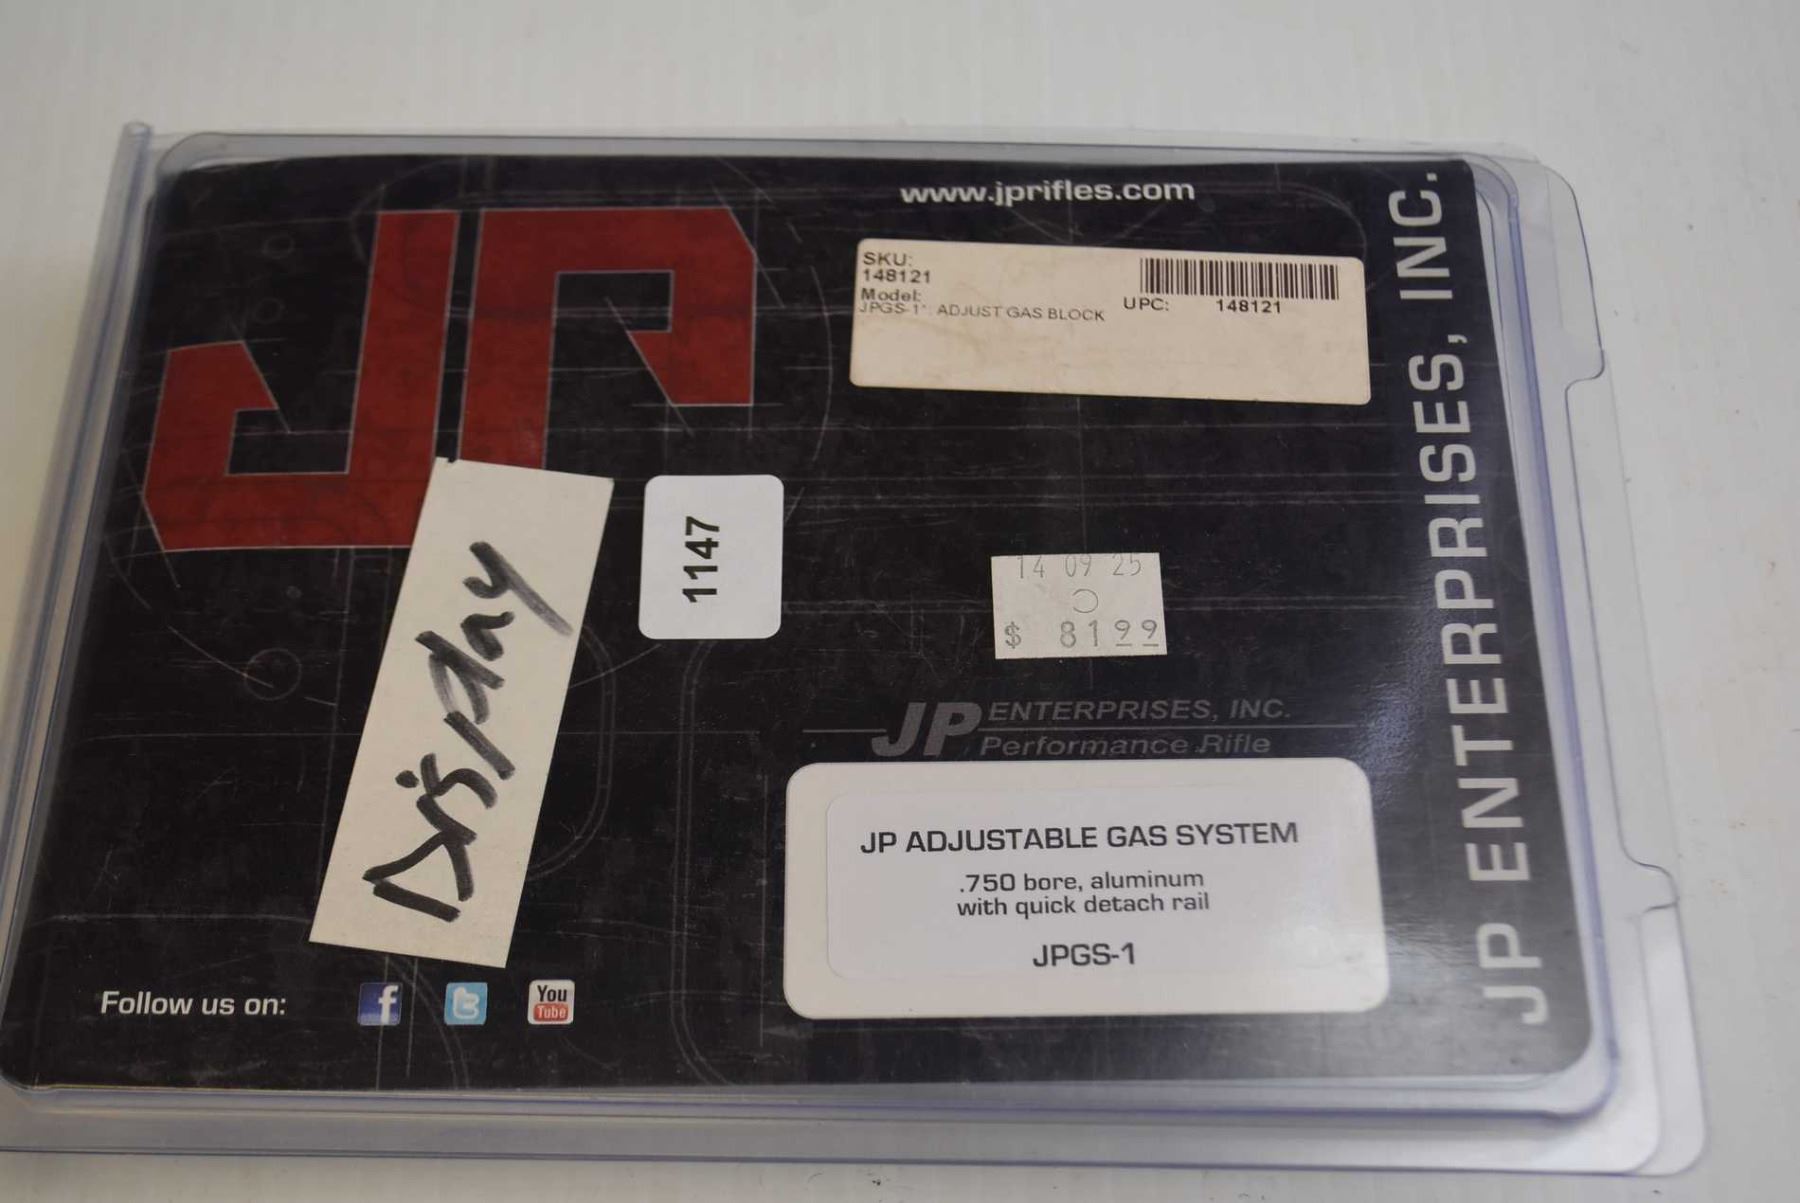 www.jprifles.com
JP
SKU:
148121
Model:
JPGS-1*: ADJUST GAS BLOCK
UPC: 148121
JP ENTERPRISES, INC.
Display
1147
14 09 25
$ 81 99
JP ENTERPRISES, INC.
Performance Rifle
JP ADJUSTABLE GAS SYSTEM
.750 bore, aluminum
with quick detach rail
JPGS-1
Follow us on:
f
t
You
Tube